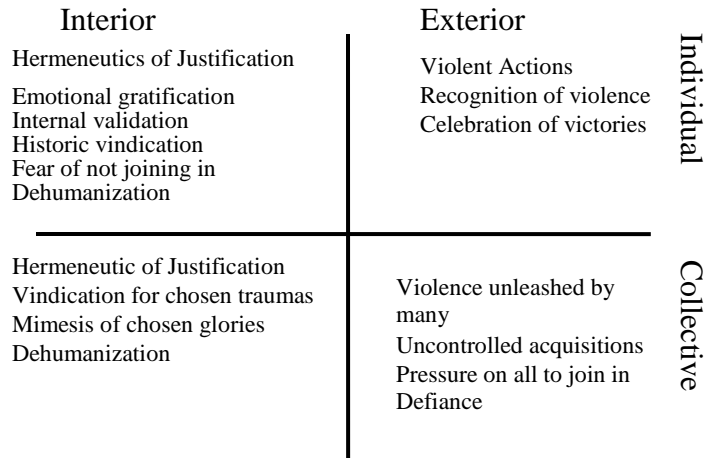 Interior
Exterior
Individual
Hermeneutics of Justification
Emotional gratification
Internal validation
Historic vindication
Fear of not joining in
Dehumanization
Violent Actions
Recognition of violence
Celebration of victories
Collective
Hermeneutic of Justification
Vindication for chosen traumas
Mimesis of chosen glories
Dehumanization
Violence unleashed by
many
Uncontrolled acquisitions
Pressure on all to join in
Defiance